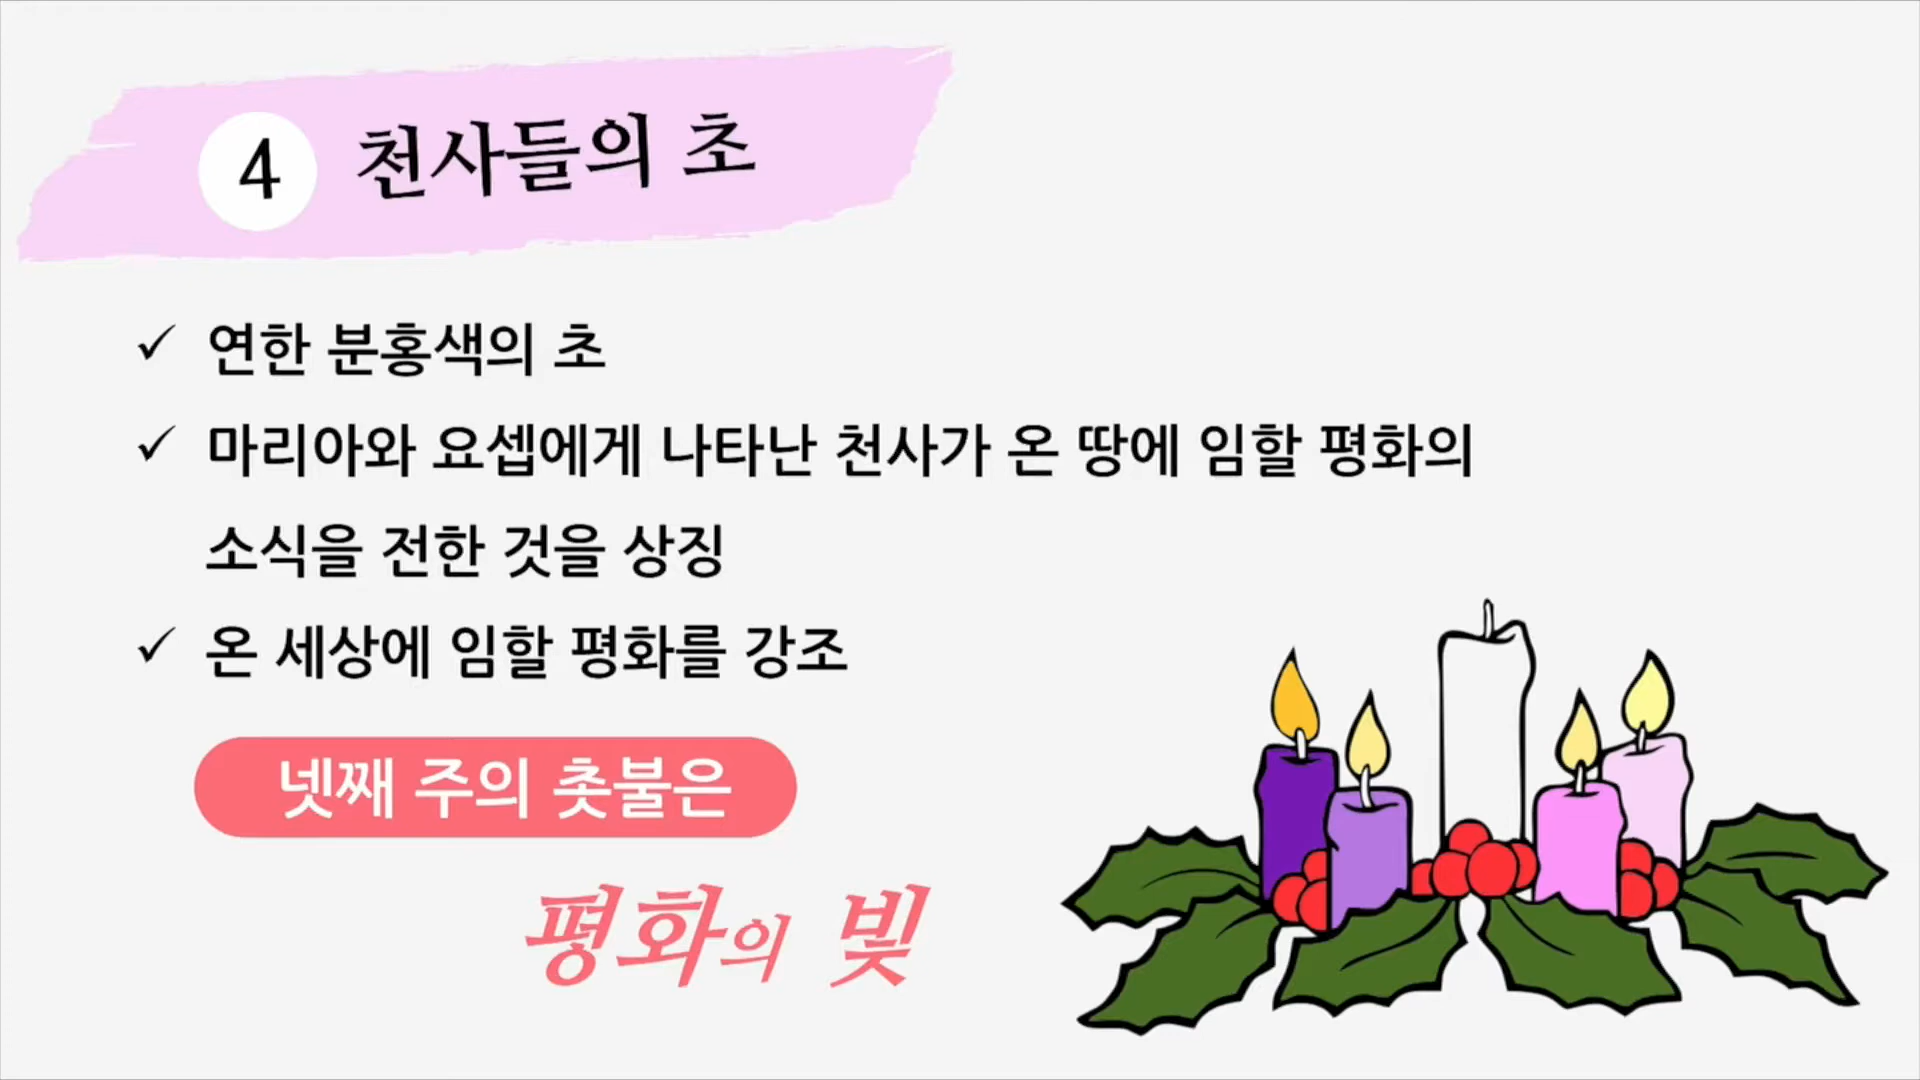 4 천사들의 초
✓ 연한 분홍색의 초
✓ 마리아와 요셉에게 나타난 천사가 온 땅에 임할 평화의
소식을 전한 것을 상징
✓ 온 세상에 임할 평화를 강조
넷째 주의 촛불은
평화의 빛